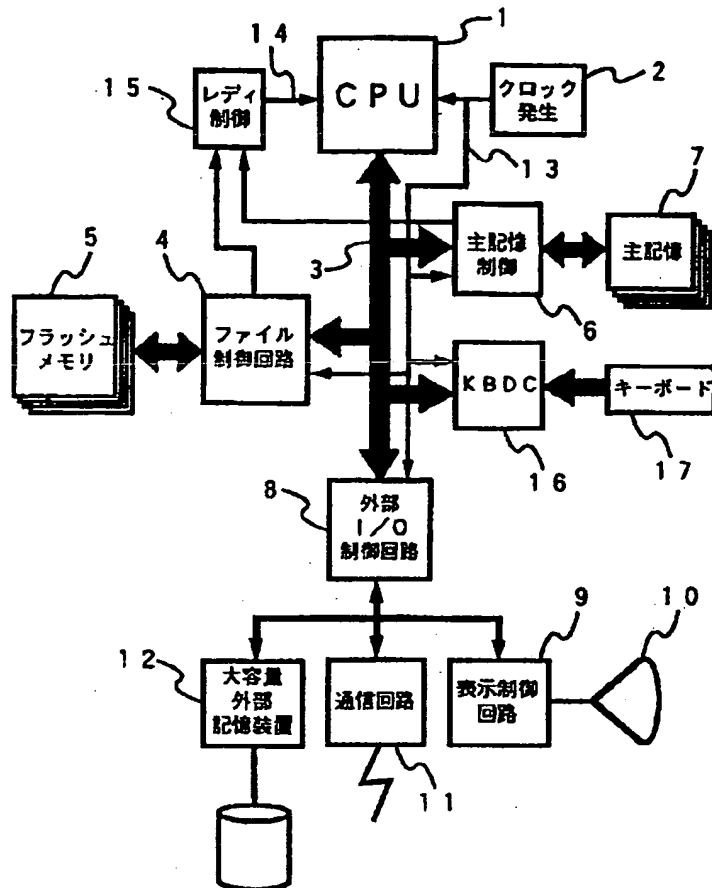 1
14
CPU
15
レディ
制御
クロック
発生
2
13
7
5
4
3
主記憶
制御
主記憶
6
フラッシュ
メモリ
ファイル
制御回路
KBDC
キーボード
16
17
8
外部
I/O
制御回路
9
10
12
大容量
外部
記憶装置
通信回路
表示制御
回路
11